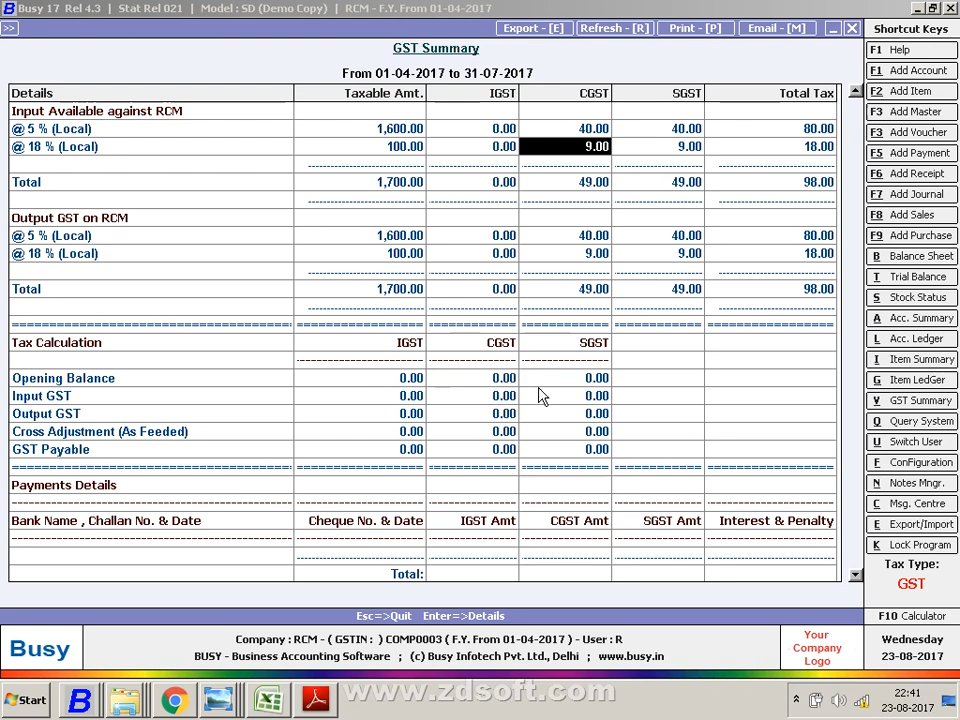 Busy 17 Rel 4.3 | Stat Rel 021 | Model : SD (Demo Copy) | RCM - F.Y. From 01-04-2017
>> Export - [E] Refresh - [R] Print - [P] Email - [M]
GST Summary
From 01-04-2017 to 31-07-2017
Details Taxable Amt. IGST CGST SGST Total Tax
Input Available against RCM
@ 5 % (Local) 1,600.00 0.00 40.00 40.00 80.00
@ 18 % (Local) 100.00 0.00 9.00 9.00 18.00
Total 1,700.00 0.00 49.00 49.00 98.00
Output GST on RCM
@ 5 % (Local) 1,600.00 0.00 40.00 40.00 80.00
@ 18 % (Local) 100.00 0.00 9.00 9.00 18.00
Total 1,700.00 0.00 49.00 49.00 98.00
Tax Calculation IGST CGST SGST
Opening Balance 0.00 0.00 0.00
Input GST 0.00 0.00 0.00
Output GST 0.00 0.00 0.00
Cross Adjustment (As Feeded) 0.00 0.00 0.00
GST Payable 0.00 0.00 0.00
Payments Details
Bank Name , Challan No. & Date Cheque No. & Date IGST Amt CGST Amt SGST Amt Interest & Penalty
Total:
Esc=>Quit Enter=>Details
Shortcut Keys
F1 Help
F1 Add Account
F2 Add Item
F3 Add Master
F3 Add Voucher
F5 Add Payment
F6 Add Receipt
F7 Add Journal
F8 Add Sales
F9 Add Purchase
B Balance Sheet
T Trial Balance
S Stock Status
A Acc. Summary
L Acc. Ledger
I Item Summary
G Item LedGer
V GST Summary
Q Query System
U Switch User
F ConFiguration
N Notes Mngr.
C Msg. Centre
E Export/Import
K LocK Program
Tax Type:
GST
F10 Calculator
Busy
Company : RCM - ( GSTIN : ) COMP0003 ( F.Y. From 01-04-2017 ) - User : R
BUSY - Business Accounting Software ; (c) Busy Infotech Pvt. Ltd., Delhi ; www.busy.in
Your
Company
Logo
Wednesday
23-08-2017
Start
www.zdsoft.com
22:41
23-08-2017